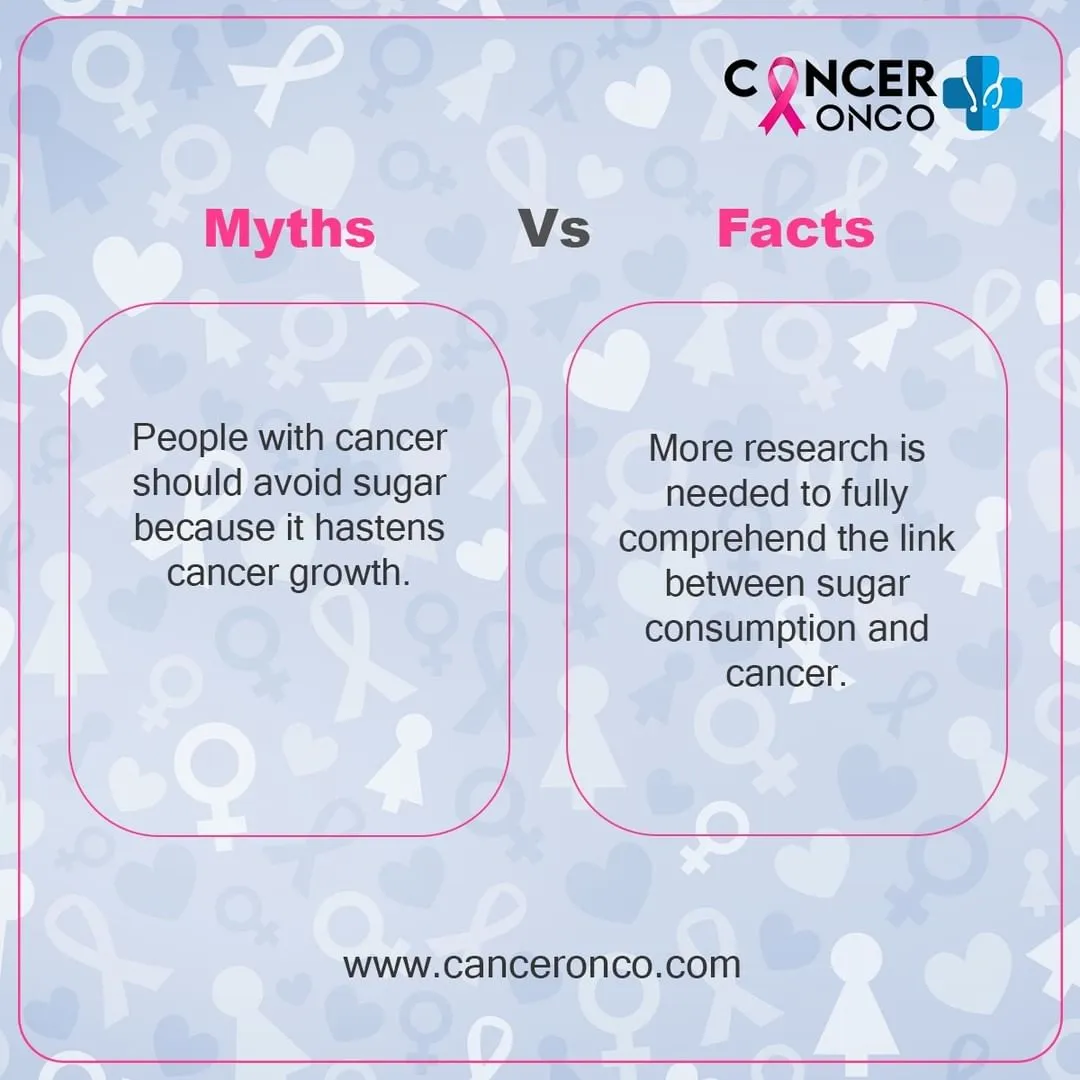 CANCER
ONCO
Myths Vs Facts
People with cancer
should avoid sugar
because it hastens
cancer growth.
More research is
needed to fully
comprehend the link
between sugar
consumption and
cancer.
www.canceronco.com